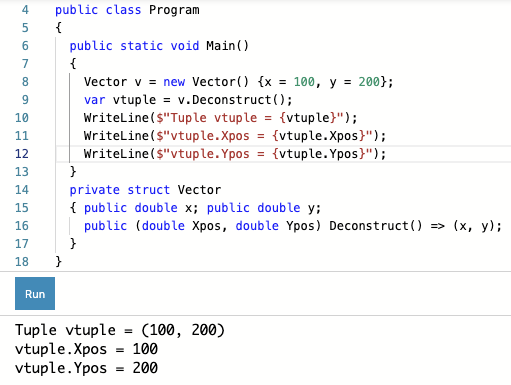 4 public class Program
5 {
6 public static void Main()
7 {
8 Vector v = new Vector() {x = 100, y = 200};
9 var vtuple = v.Deconstruct();
10 WriteLine($"Tuple vtuple = {vtuple}");
11 WriteLine($"vtuple.Xpos = {vtuple.Xpos}");
12 WriteLine($"vtuple.Ypos = {vtuple.Ypos}");
13 }
14 private struct Vector
15 { public double x; public double y;
16 public (double Xpos, double Ypos) Deconstruct() => (x, y);
17 }
18 }
Run
Tuple vtuple = (100, 200)
vtuple.Xpos = 100
vtuple.Ypos = 200